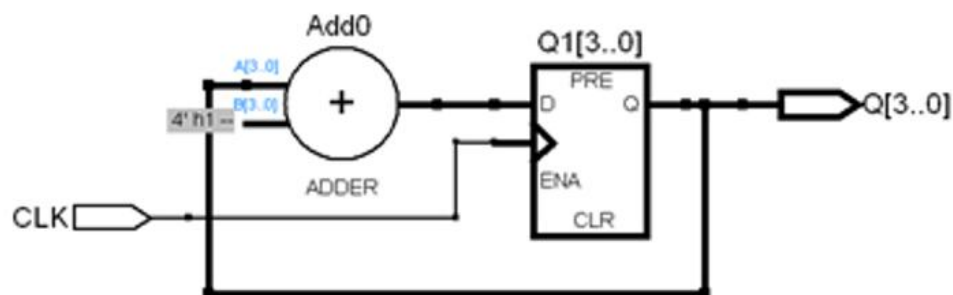 Add0
Q1[3..0]
A[3..0]
PRE
B[3..0]
D
Q
Q[3..0]
4' h1 --
+
ADDER
ENA
CLK
CLR